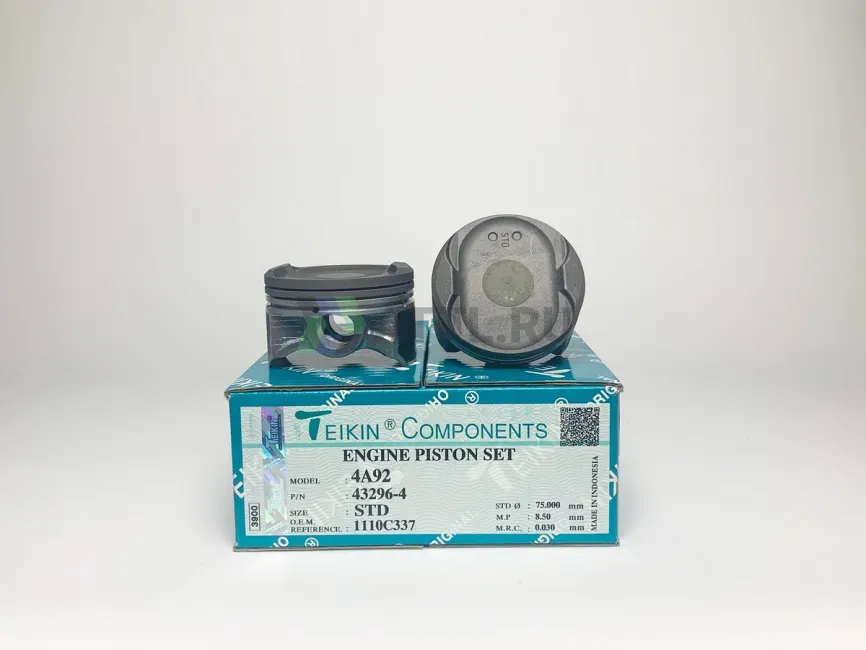 STD
TEIKIN® COMPONENTS
ENGINE PISTON SET
MODEL : 4A92
P/N : 43296-4
SIZE : STD
O.E.M. REFERENCE. : 1110C337
STD Ø : 75.000 mm
M.P : 8.50 mm
M.R.C. : 0.030 mm
MADE IN INDONESIA
3900
TEIKIN